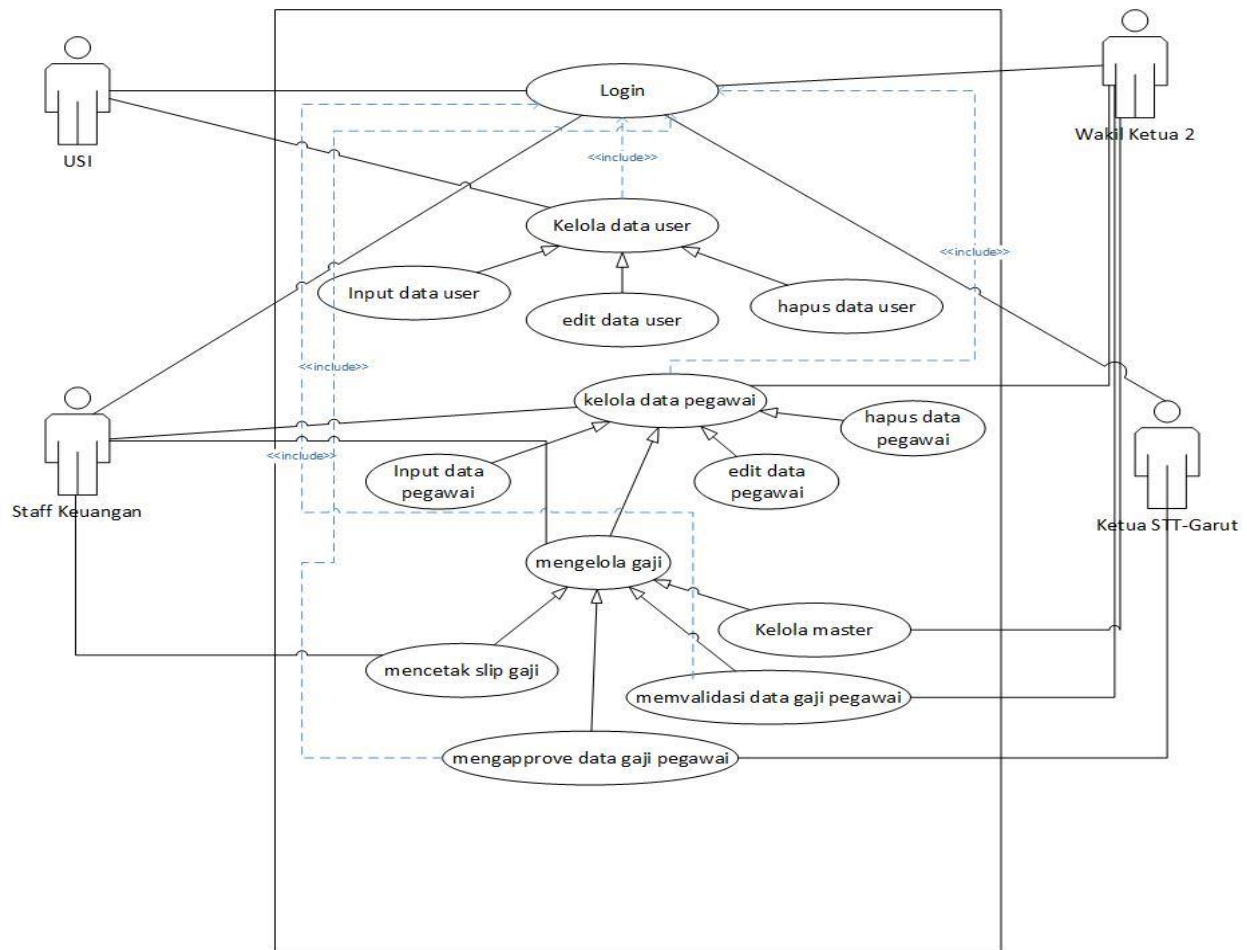 Login
USI
Wakil Ketua 2
<<include>>
Kelola data user
<<include>>
Input data user
edit data user
hapus data user
<<include>>
kelola data pegawai
hapus data
pegawai
<<include>>
Input data
pegawai
edit data
pegawai
Staff Keuangan
Ketua STT-Garut
mengelola gaji
Kelola master
mencetak slip gaji
memvalidasi data gaji pegawai
mengapprove data gaji pegawai